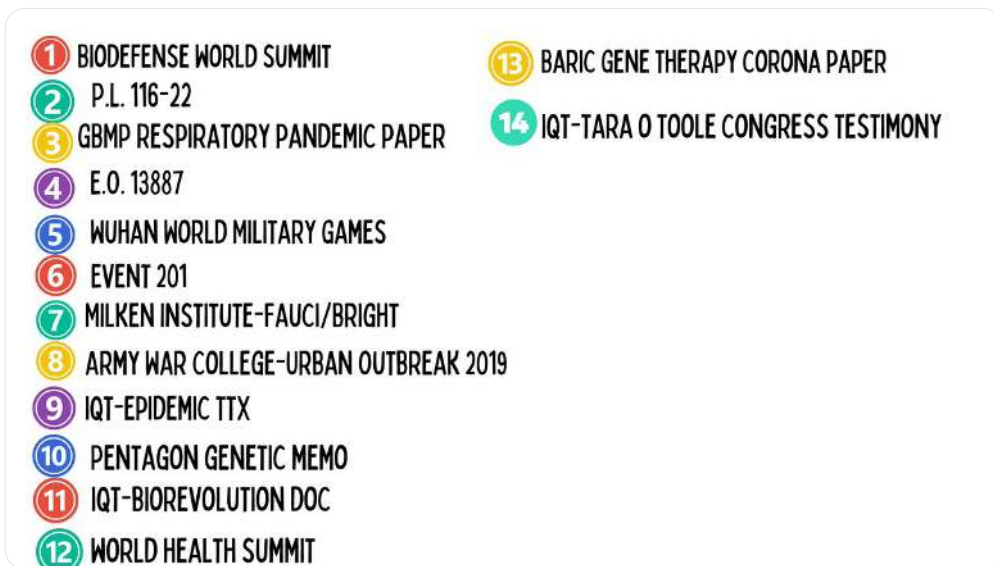 1 BIODEFENSE WORLD SUMMIT
2 P.L. 116-22
3 GBMP RESPIRATORY PANDEMIC PAPER
4 E.O. 13887
5 WUHAN WORLD MILITARY GAMES
6 EVENT 201
7 MILKEN INSTITUTE-FAUCI/BRIGHT
8 ARMY WAR COLLEGE-URBAN OUTBREAK 2019
9 IQT-EPIDEMIC TTX
10 PENTAGON GENETIC MEMO
11 IQT-BIOREVOLUTION DOC
12 WORLD HEALTH SUMMIT
13 BARIC GENE THERAPY CORONA PAPER
14 IQT-TARA O TOOLE CONGRESS TESTIMONY